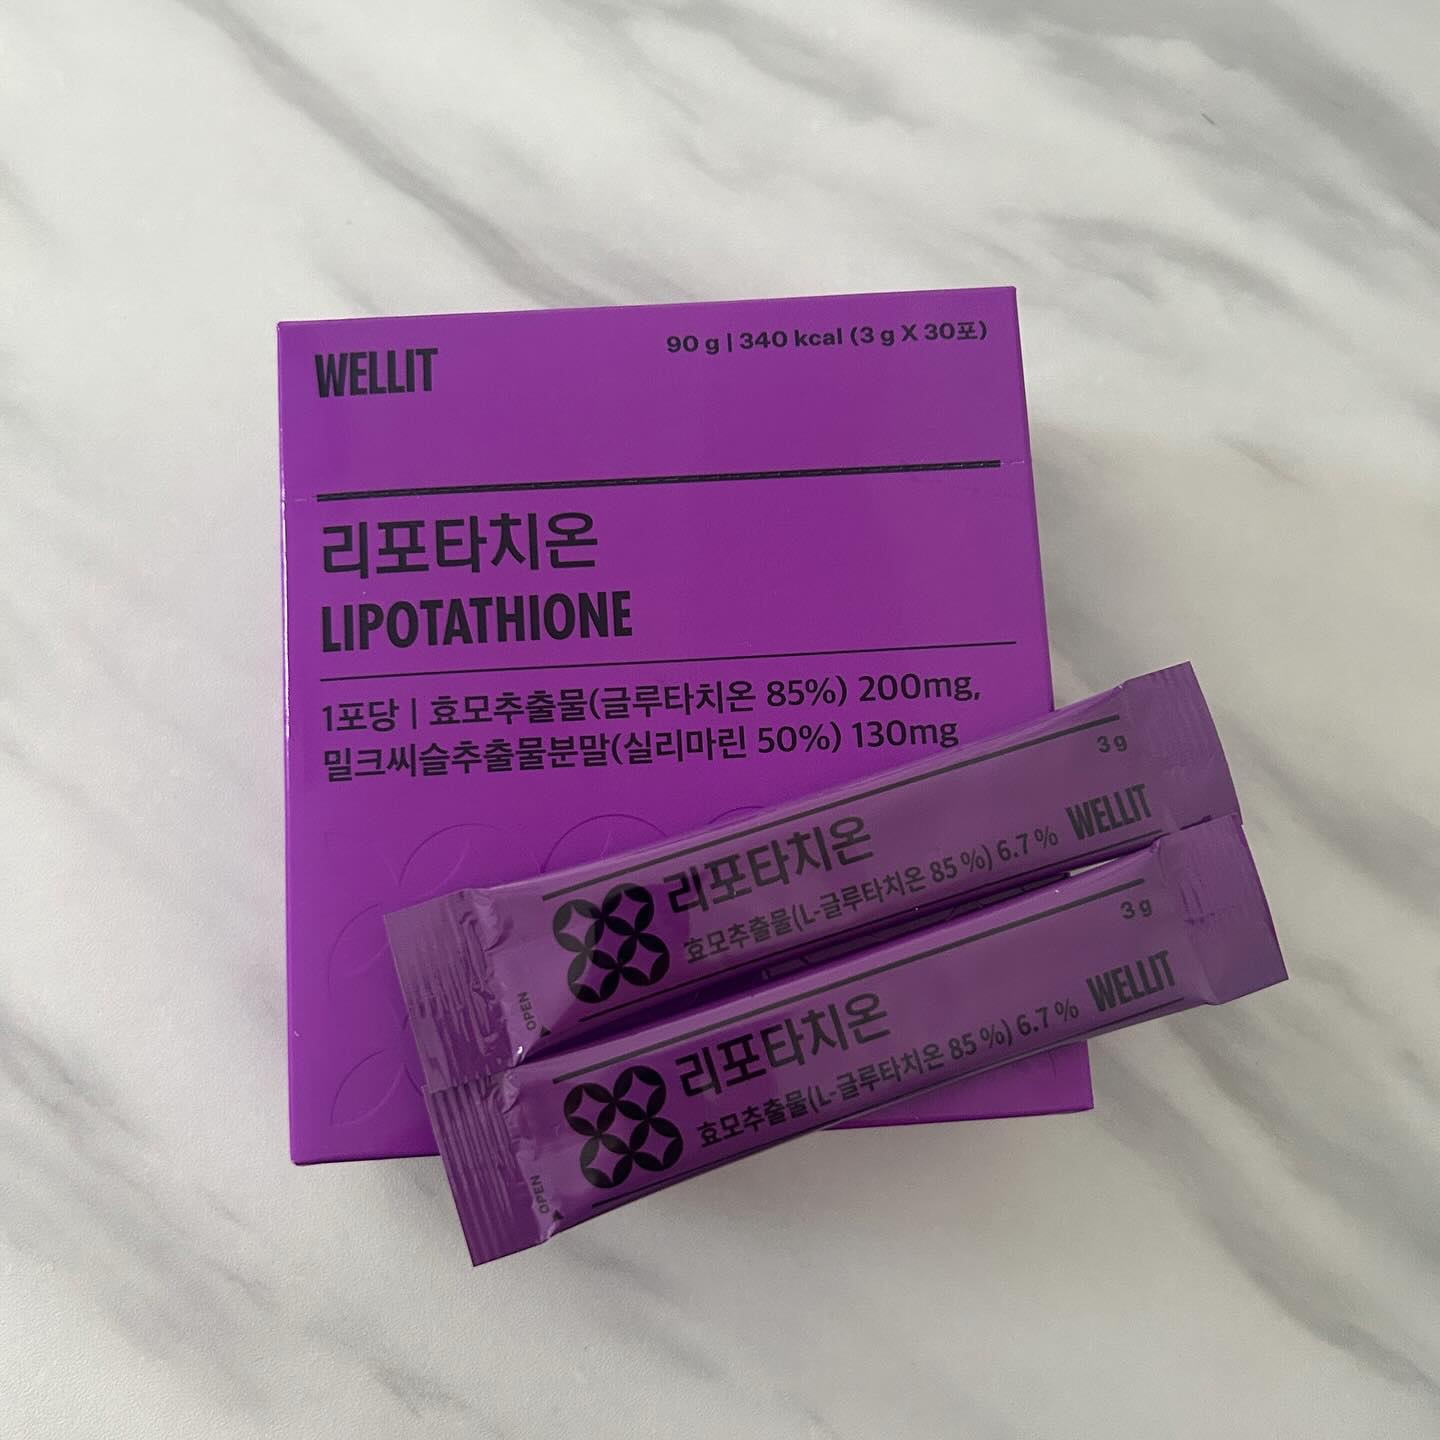 WELLIT
90 g | 340 kcal (3 g X 30포)
리포타치온
LIPOTATHIONE
1포당 | 효모추출물(글루타치온 85%) 200mg,
밀크씨슬추출물분말(실리마린 50%) 130mg
3 g
리포타치온
효모추출물(L-글루타치온 85 %) 6.7 %
WELLIT
OPEN
3 g
리포타치온
효모추출물(L-글루타치온 85 %) 6.7 %
WELLIT
OPEN